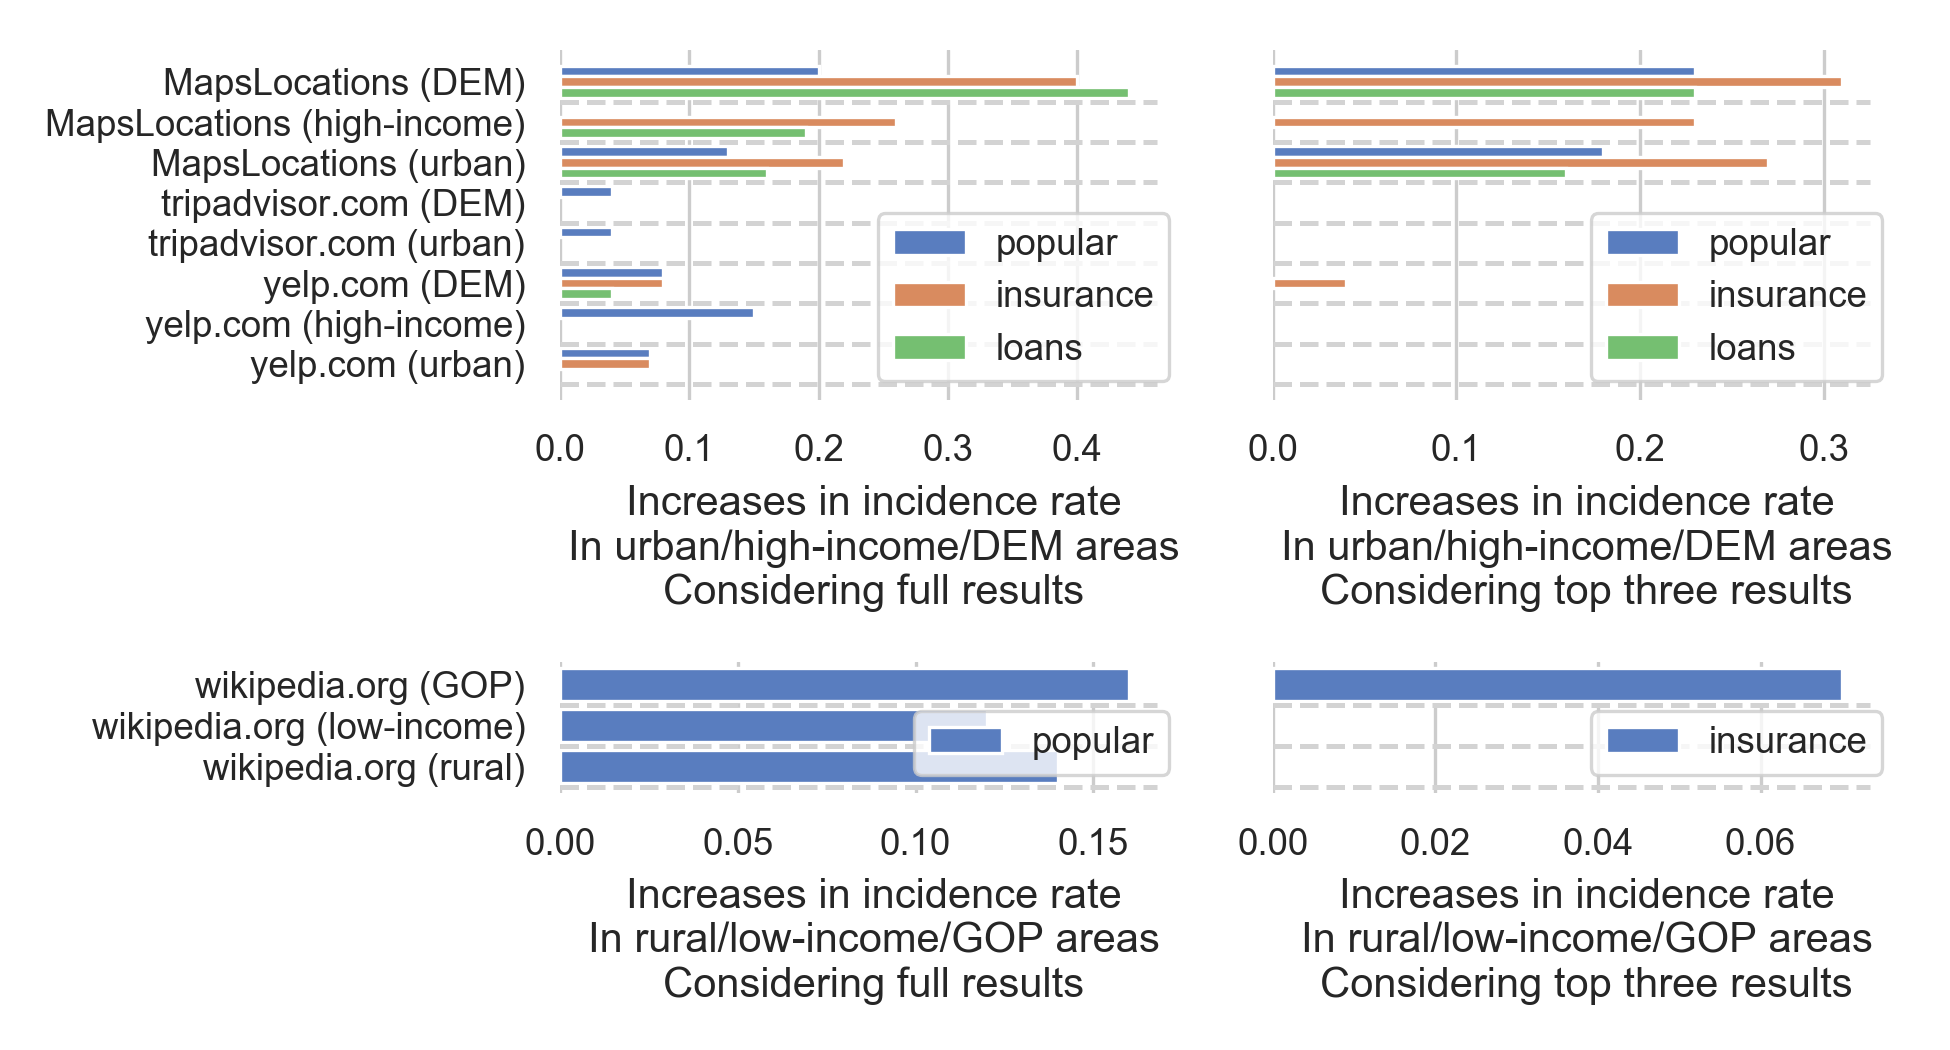 MapsLocations (DEM)
MapsLocations (high-income)
MapsLocations (urban)
tripadvisor.com (DEM)
tripadvisor.com (urban)
yelp.com (DEM)
yelp.com (high-income)
yelp.com (urban)
popular
insurance
loans
0.0 0.1 0.2 0.3 0.4
Increases in incidence rate
In urban/high-income/DEM areas
Considering full results
popular
insurance
loans
0.0 0.1 0.2 0.3
Increases in incidence rate
In urban/high-income/DEM areas
Considering top three results
wikipedia.org (GOP)
wikipedia.org (low-income)
wikipedia.org (rural)
popular
0.00 0.05 0.10 0.15
Increases in incidence rate
In rural/low-income/GOP areas
Considering full results
insurance
0.00 0.02 0.04 0.06
Increases in incidence rate
In rural/low-income/GOP areas
Considering top three results